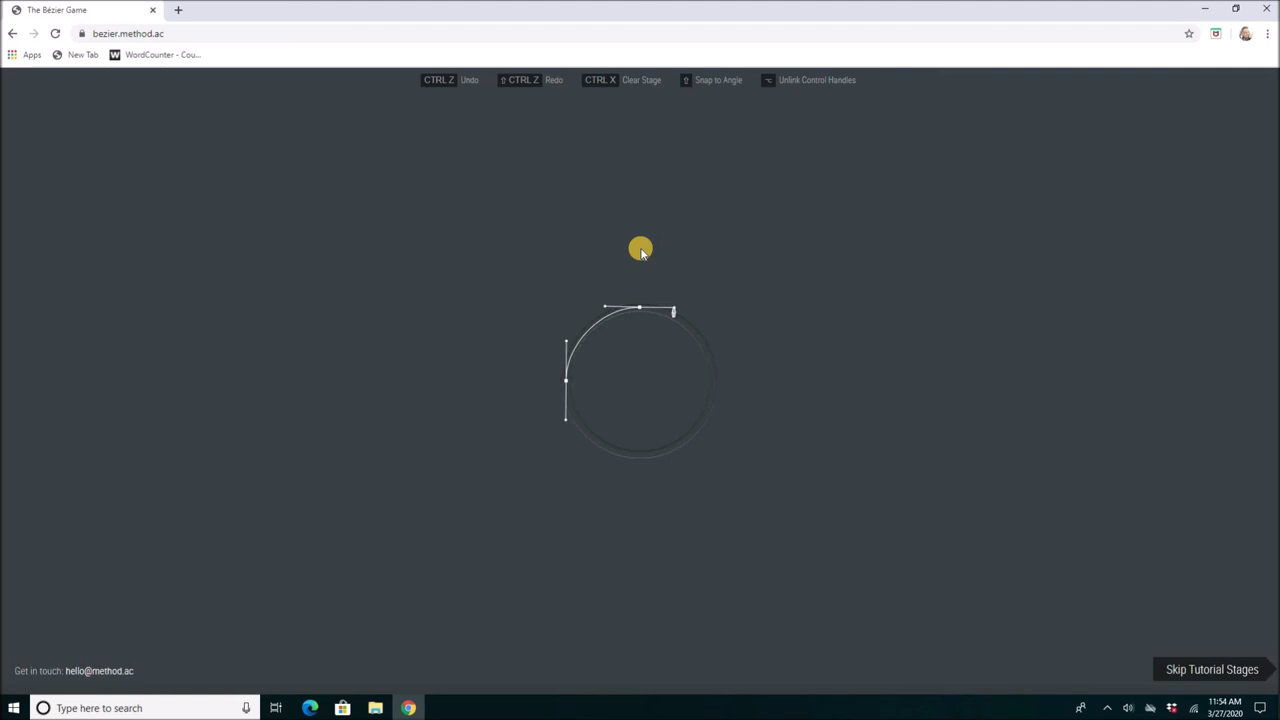 The Bézier Game
bezier.method.ac
Apps New Tab WordCounter - Cou...
CTRL Z Undo ⇧ CTRL Z Redo CTRL X Clear Stage ⇧ Snap to Angle ⌥ Unlink Control Handles
Get in touch: hello@method.ac
Skip Tutorial Stages
Type here to search
11:54 AM
3/27/2020